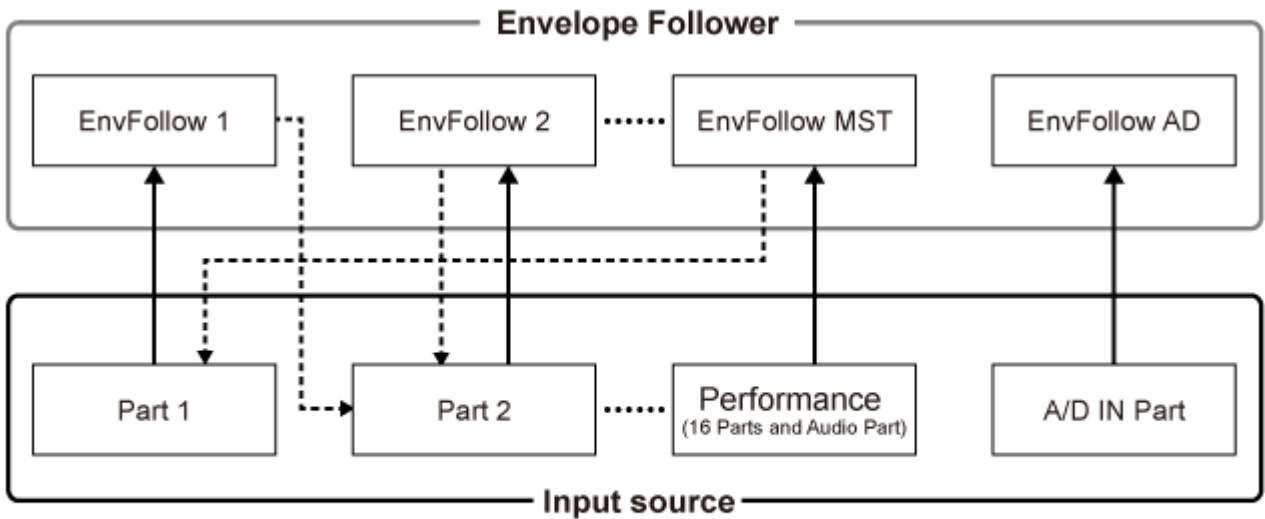 Envelope Follower
EnvFollow 1
EnvFollow 2
EnvFollow MST
EnvFollow AD
Part 1
Part 2
Performance
(16 Parts and Audio Part)
A/D IN Part
Input source